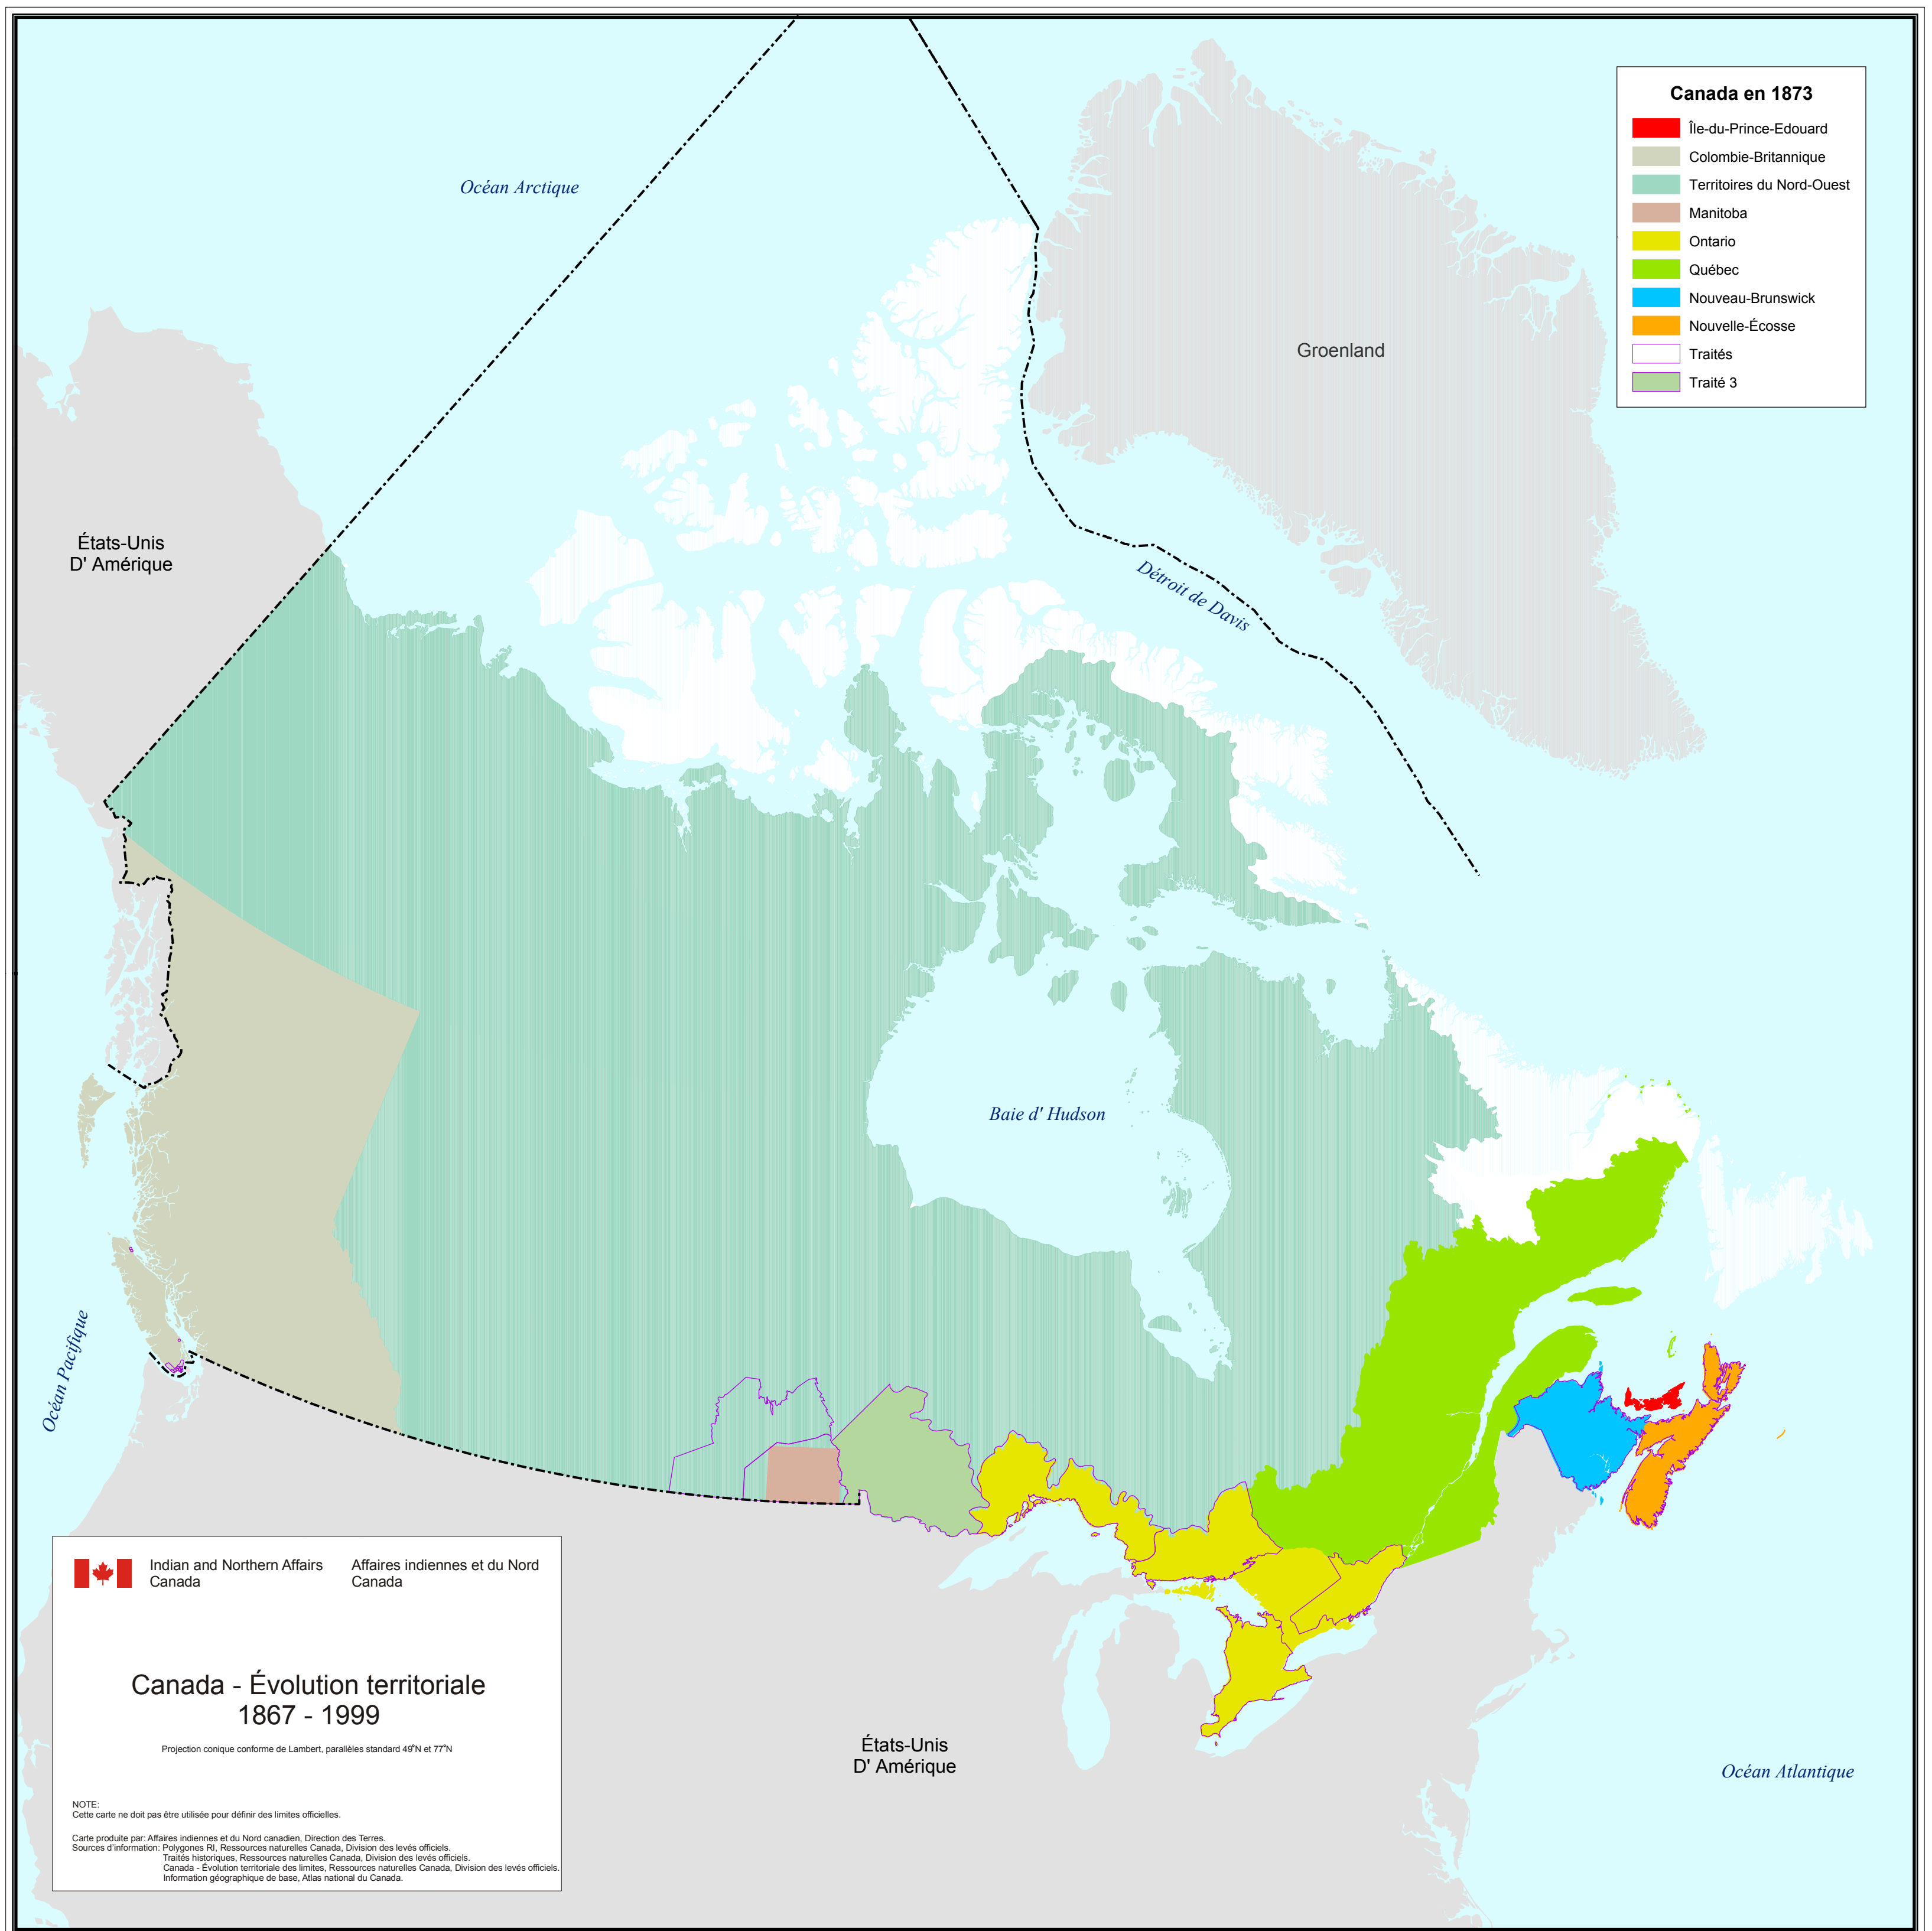 Canada en 1873
Île-du-Prince-Edouard
Colombie-Britannique
Territoires du Nord-Ouest
Manitoba
Ontario
Québec
Nouveau-Brunswick
Nouvelle-Écosse
Traités
Traité 3
Océan Arctique
Groenland
États-Unis
D' Amérique
Détroit de Davis
Baie d' Hudson
Océan Pacifique
États-Unis
D' Amérique
Océan Atlantique
Indian and Northern Affairs
Canada
Affaires indiennes et du Nord
Canada
Canada - Évolution territoriale
1867 - 1999
Projection conique conforme de Lambert, parallèles standard 49°N et 77°N
NOTE:
Cette carte ne doit pas être utilisée pour définir des limites officielles.
Carte produite par: Affaires indiennes et du Nord canadien, Direction des Terres.
Sources d'information: Polygones RI, Ressources naturelles Canada, Division des levés officiels.
Traités historiques, Ressources naturelles Canada, Division des levés officiels.
Canada - Évolution territoriale des limites, Ressources naturelles Canada, Division des levés officiels.
Information géographique de base, Atlas national du Canada.